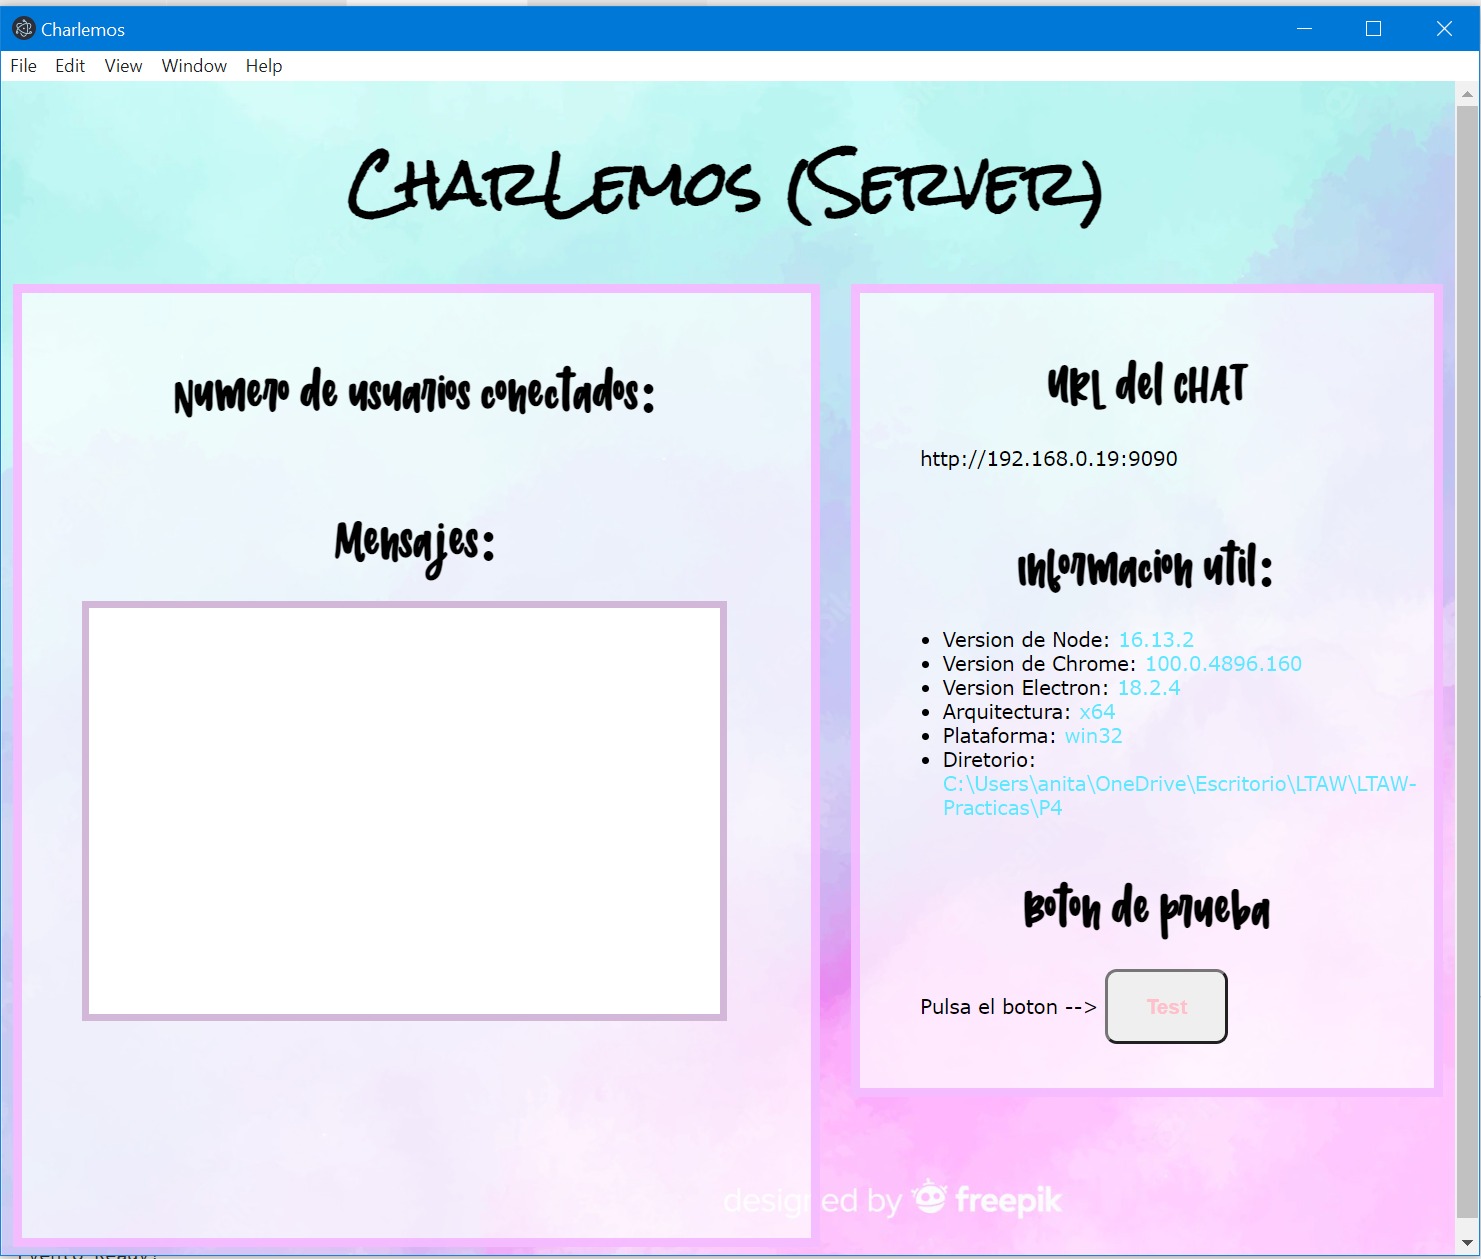 Charlemos
File Edit View Window Help
CharLemos (Server)
Numero de usuarios conectados:
Mensajes:
URL del CHAT
http://192.168.0.19:9090
Informacion util:
• Version de Node: 16.13.2
• Version de Chrome: 100.0.4896.160
• Version Electron: 18.2.4
• Arquitectura: x64
• Plataforma: win32
• Diretorio:
C:\Users\anita\OneDrive\Escritorio\LTAW\LTAW-
Practicas\P4
Boton de prueba
Pulsa el boton --> Test
designed by freepik